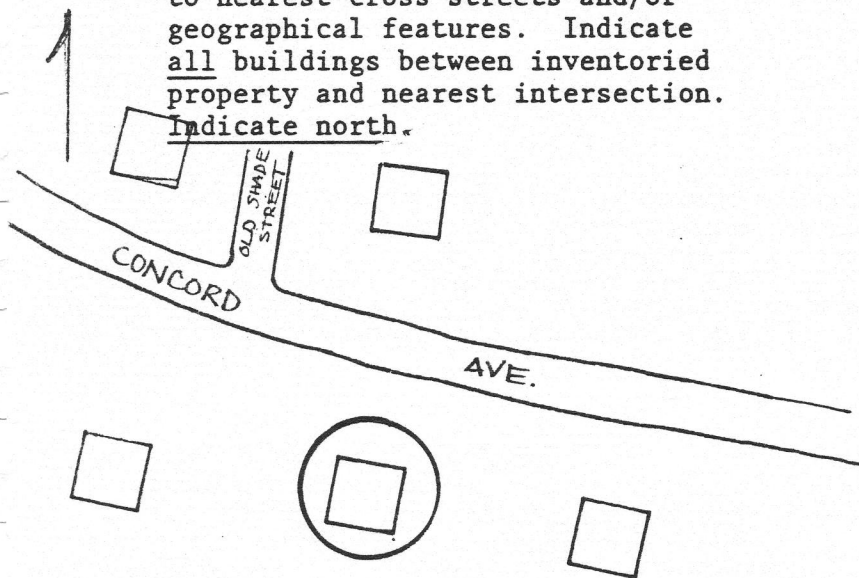 to nearest cross streets and/or
geographical features. Indicate
all buildings between inventoried
property and nearest intersection.
Indicate north.
OLD SHADE
STREET
CONCORD
AVE.